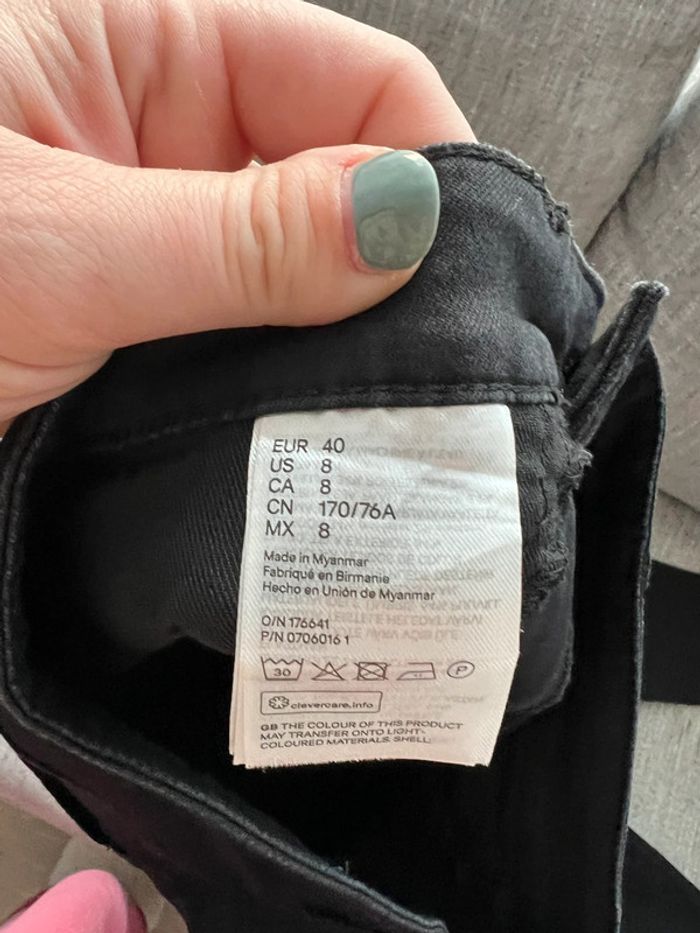 EUR 40
US 8
CA 8
CN 170/76A
MX 8
Made in Myanmar
Fabriqué en Birmanie
Hecho en Unión de Myanmar
O/N 176641
P/N 0706016 1
30 P
clevercare.info
GB THE COLOUR OF THIS PRODUCT
MAY TRANSFER ONTO LIGHT-
COLOURED MATERIALS. SHELL: